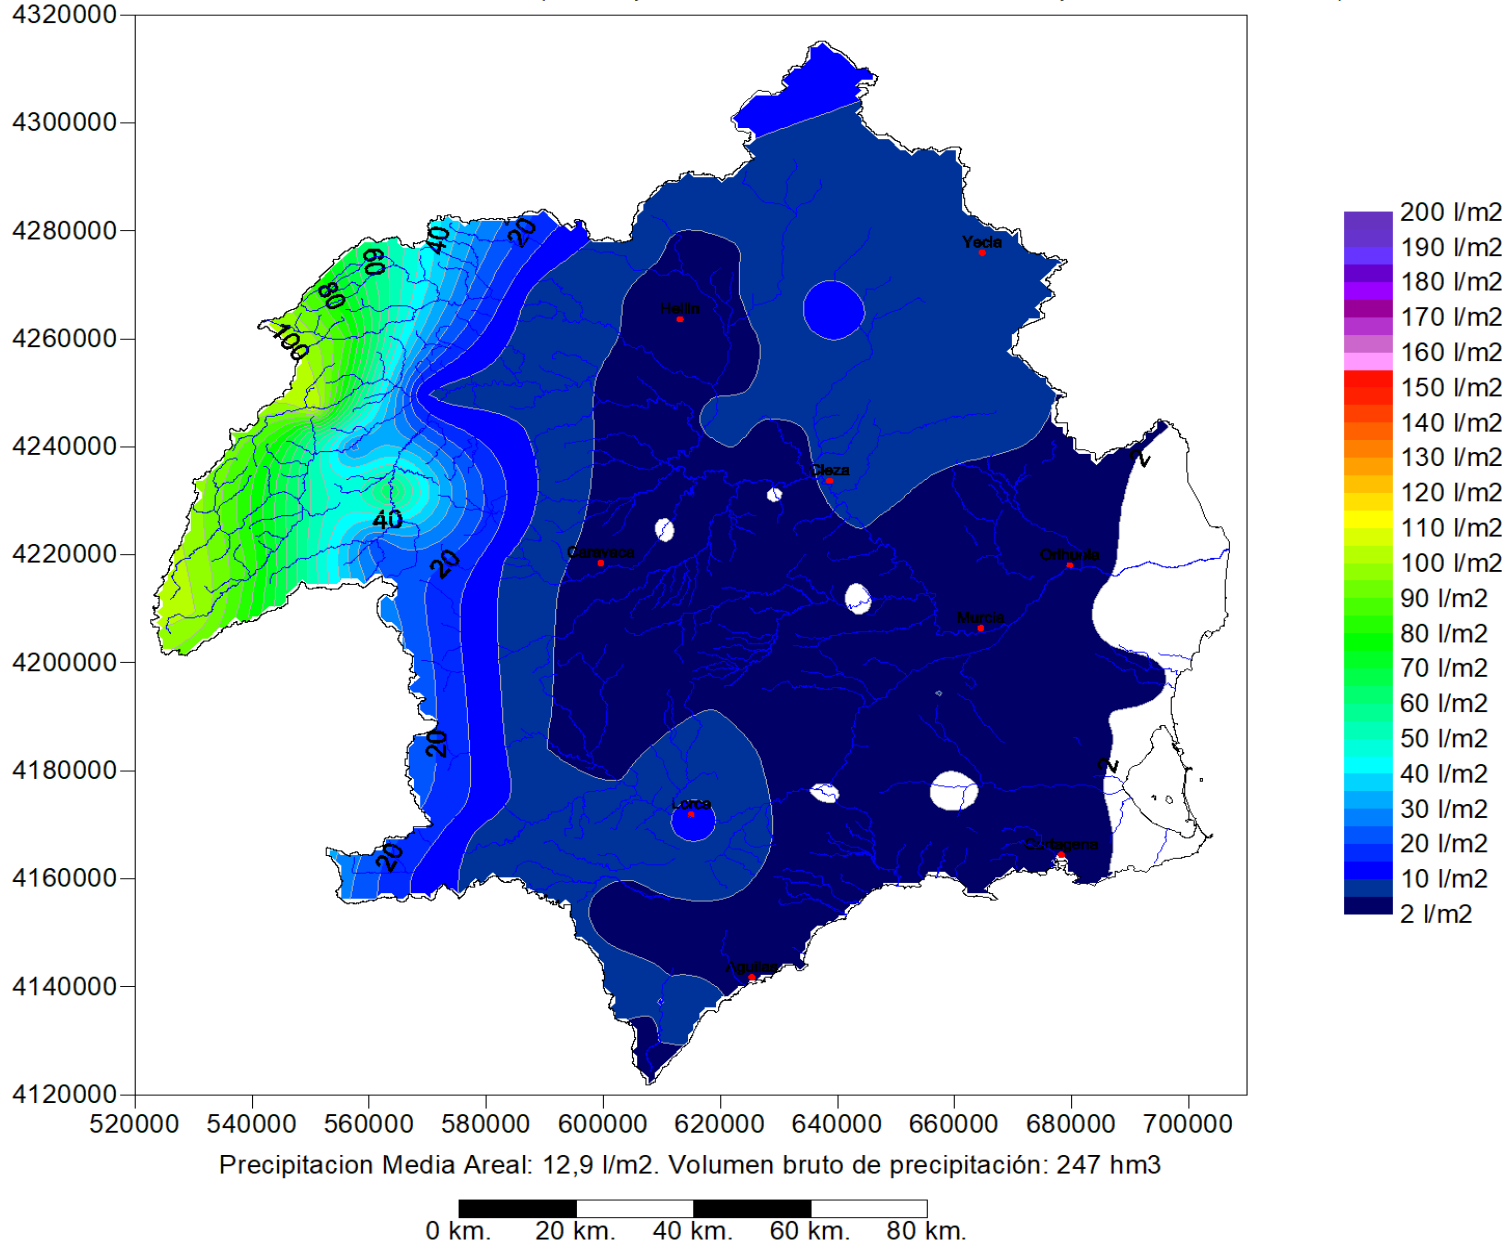 4320000
4300000
4280000
4260000
4240000
4220000
4200000
4180000
4160000
4140000
4120000
520000 540000 560000 580000 600000 620000 640000 660000 680000 700000
20
40
60
80
100
40
20
20
20
2
2
Yecla
Hellin
Cieza
Caravaca
Orihuela
Murcia
Lorca
Cartagena
Aguilas
200 l/m2
190 l/m2
180 l/m2
170 l/m2
160 l/m2
150 l/m2
140 l/m2
130 l/m2
120 l/m2
110 l/m2
100 l/m2
90 l/m2
80 l/m2
70 l/m2
60 l/m2
50 l/m2
40 l/m2
30 l/m2
20 l/m2
10 l/m2
2 l/m2
Precipitacion Media Areal: 12,9 l/m2. Volumen bruto de precipitación: 247 hm3
0 km. 20 km. 40 km. 60 km. 80 km.